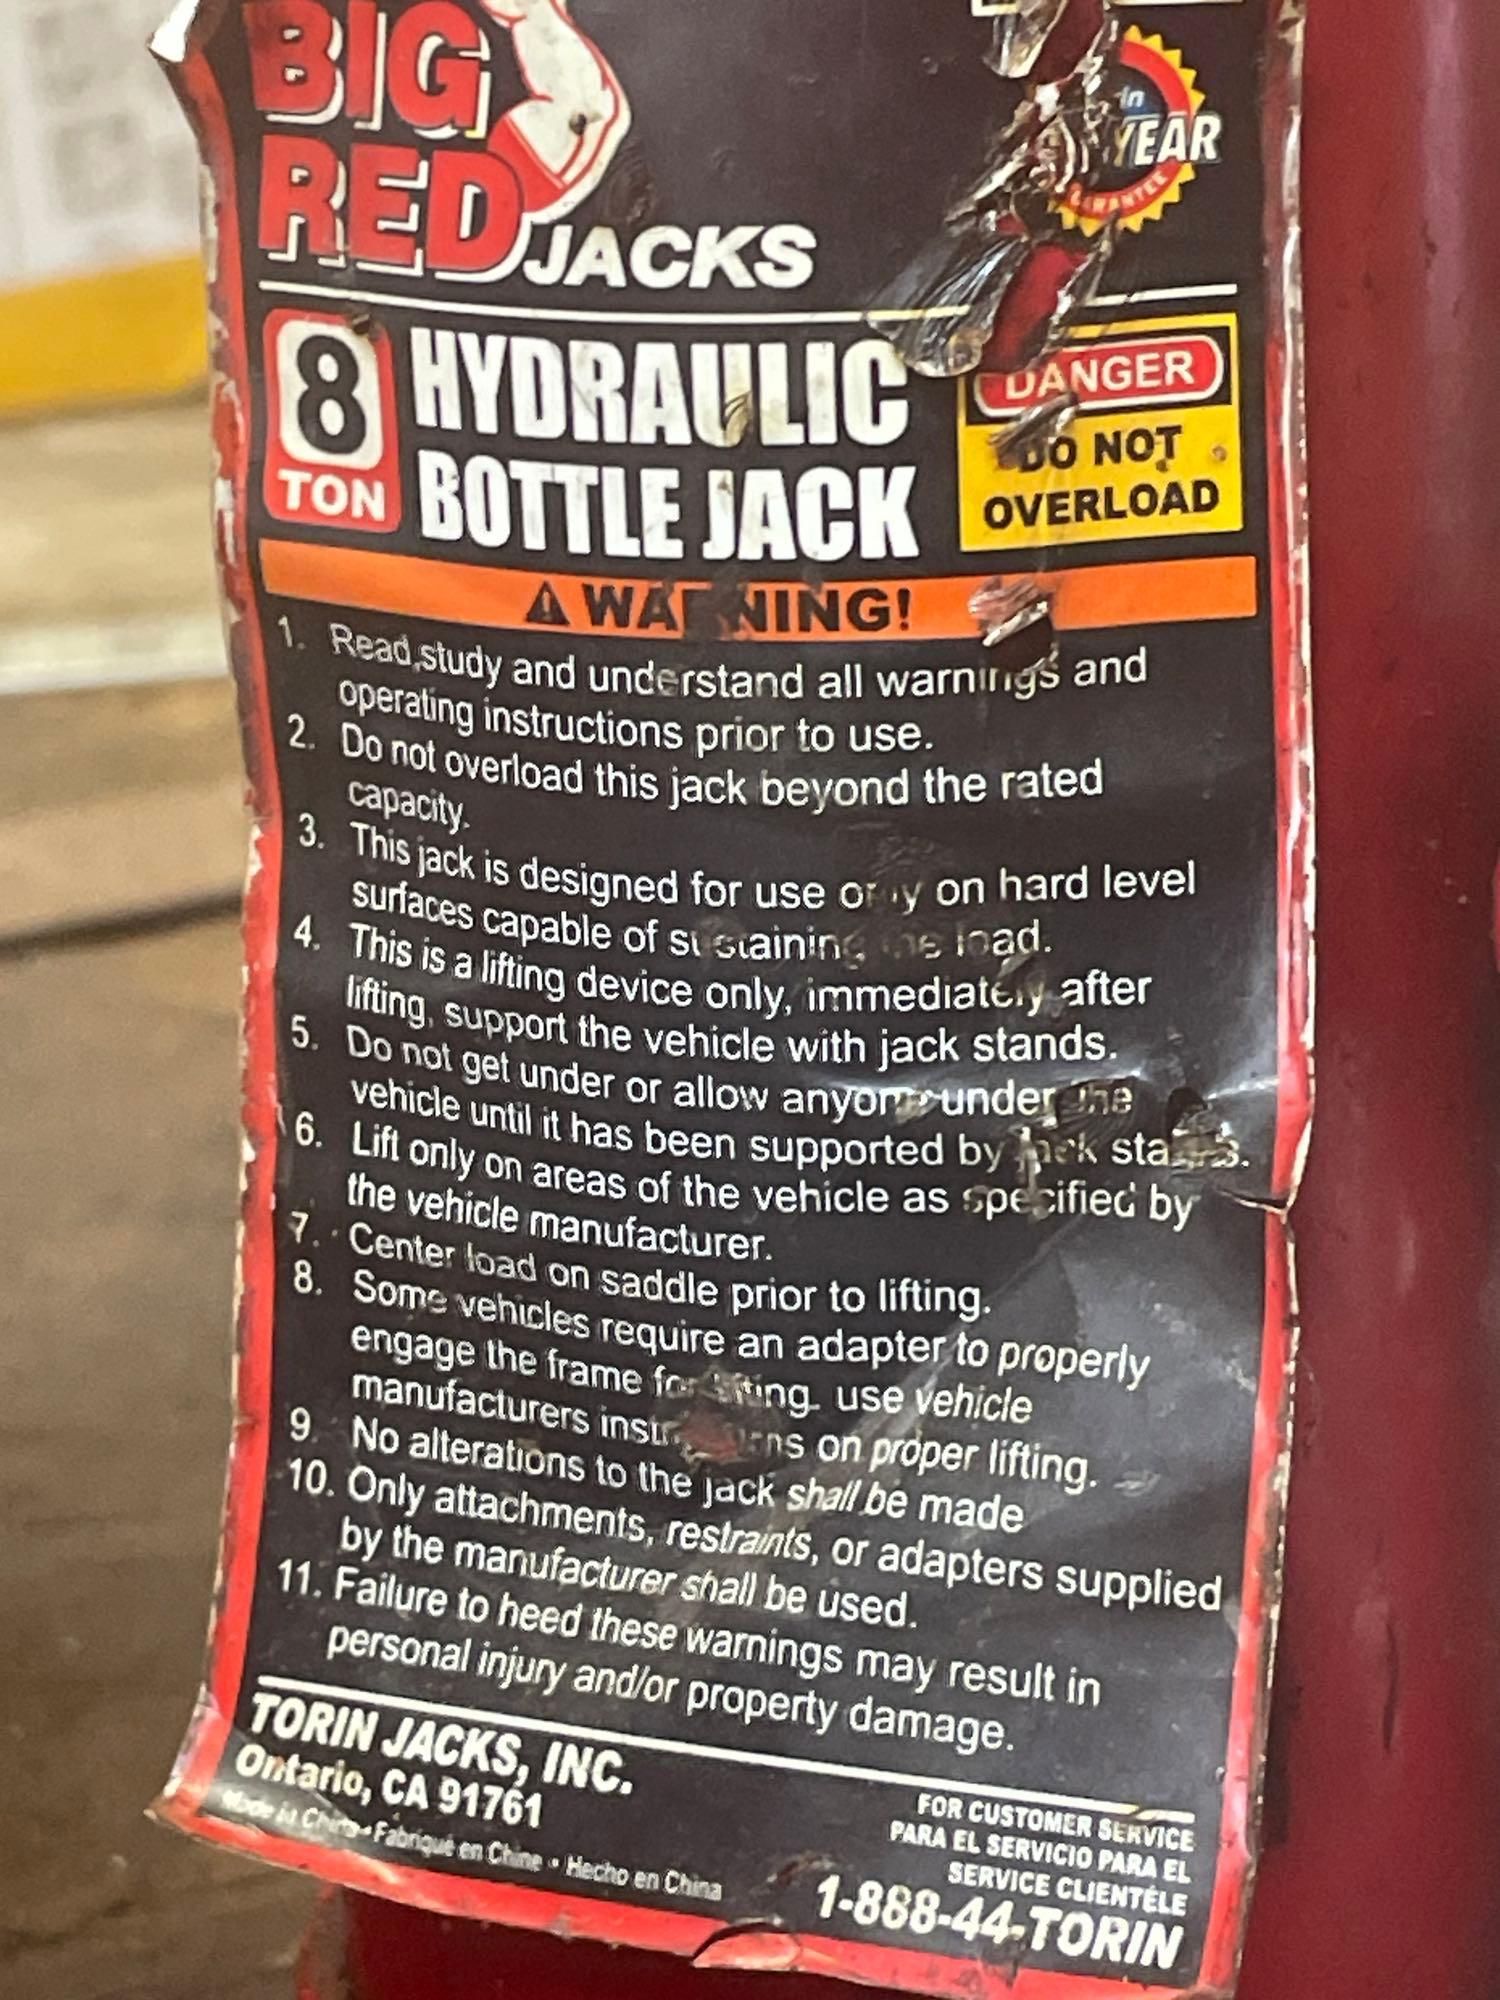 BIG
RED
JACKS
YEAR
8
TON
HYDRAULIC
BOTTLE JACK
DANGER
DO NOT
OVERLOAD
WARNING!
1. Read,study and understand all warnings and
operating instructions prior to use.
2. Do not overload this jack beyond the rated
capacity.
3. This jack is designed for use only on hard level
surfaces capable of sustaining the load.
4. This is a lifting device only, immediately after
lifting, support the vehicle with jack stands.
5. Do not get under or allow anyone under the
vehicle until it has been supported by jack stands.
6. Lift only on areas of the vehicle as specified by
the vehicle manufacturer.
7. Center load on saddle prior to lifting.
8. Some vehicles require an adapter to properly
engage the frame for lifting. use vehicle
manufacturers instructions on proper lifting.
9. No alterations to the jack shall be made
10. Only attachments, restraints, or adapters supplied
by the manufacturer shall be used.
11. Failure to heed these warnings may result in
personal injury and/or property damage.
TORIN JACKS, INC.
Ontario, CA 91761
Made in China • Fabriqué en Chine • Hecho en China
FOR CUSTOMER SERVICE
PARA EL SERVICIO PARA EL
SERVICE CLIENTÉLE
1-888-44-TORIN